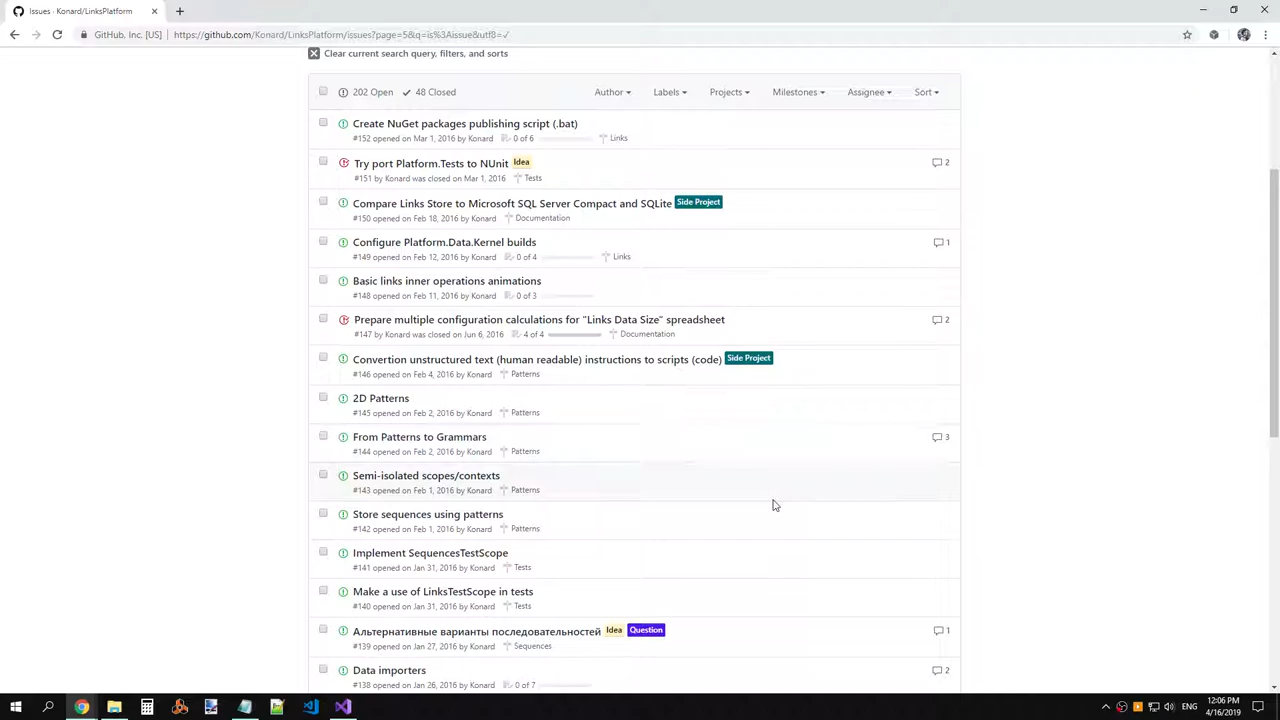 Issues · Konard/LinksPlatform
GitHub, Inc. [US] https://github.com/Konard/LinksPlatform/issues?page=5&q=is%3Aissue&utf8=✓
Clear current search query, filters, and sorts
202 Open 48 Closed Author Labels Projects Milestones Assignee Sort
Create NuGet packages publishing script (.bat)
#152 opened on Mar 1, 2016 by Konard 0 of 6 Links
Try port Platform.Tests to NUnit Idea 2
#151 by Konard was closed on Mar 1, 2016 Tests
Compare Links Store to Microsoft SQL Server Compact and SQLite Side Project
#150 opened on Feb 18, 2016 by Konard Documentation
Configure Platform.Data.Kernel builds 1
#149 opened on Feb 12, 2016 by Konard 0 of 4 Links
Basic links inner operations animations
#148 opened on Feb 11, 2016 by Konard 0 of 3
Prepare multiple configuration calculations for "Links Data Size" spreadsheet 2
#147 by Konard was closed on Jun 6, 2016 4 of 4 Documentation
Convertion unstructured text (human readable) instructions to scripts (code) Side Project
#146 opened on Feb 4, 2016 by Konard Patterns
2D Patterns
#145 opened on Feb 2, 2016 by Konard Patterns
From Patterns to Grammars 3
#144 opened on Feb 2, 2016 by Konard Patterns
Semi-isolated scopes/contexts
#143 opened on Feb 1, 2016 by Konard Patterns
Store sequences using patterns
#142 opened on Feb 1, 2016 by Konard Patterns
Implement SequencesTestScope
#141 opened on Jan 31, 2016 by Konard Tests
Make a use of LinksTestScope in tests
#140 opened on Jan 31, 2016 by Konard Tests
Альтернативные варианты последовательностей Idea Question 1
#139 opened on Jan 27, 2016 by Konard Sequences
Data importers 2
#138 opened on Jan 26, 2016 by Konard 0 of 7
ENG
12:06 PM
4/16/2019